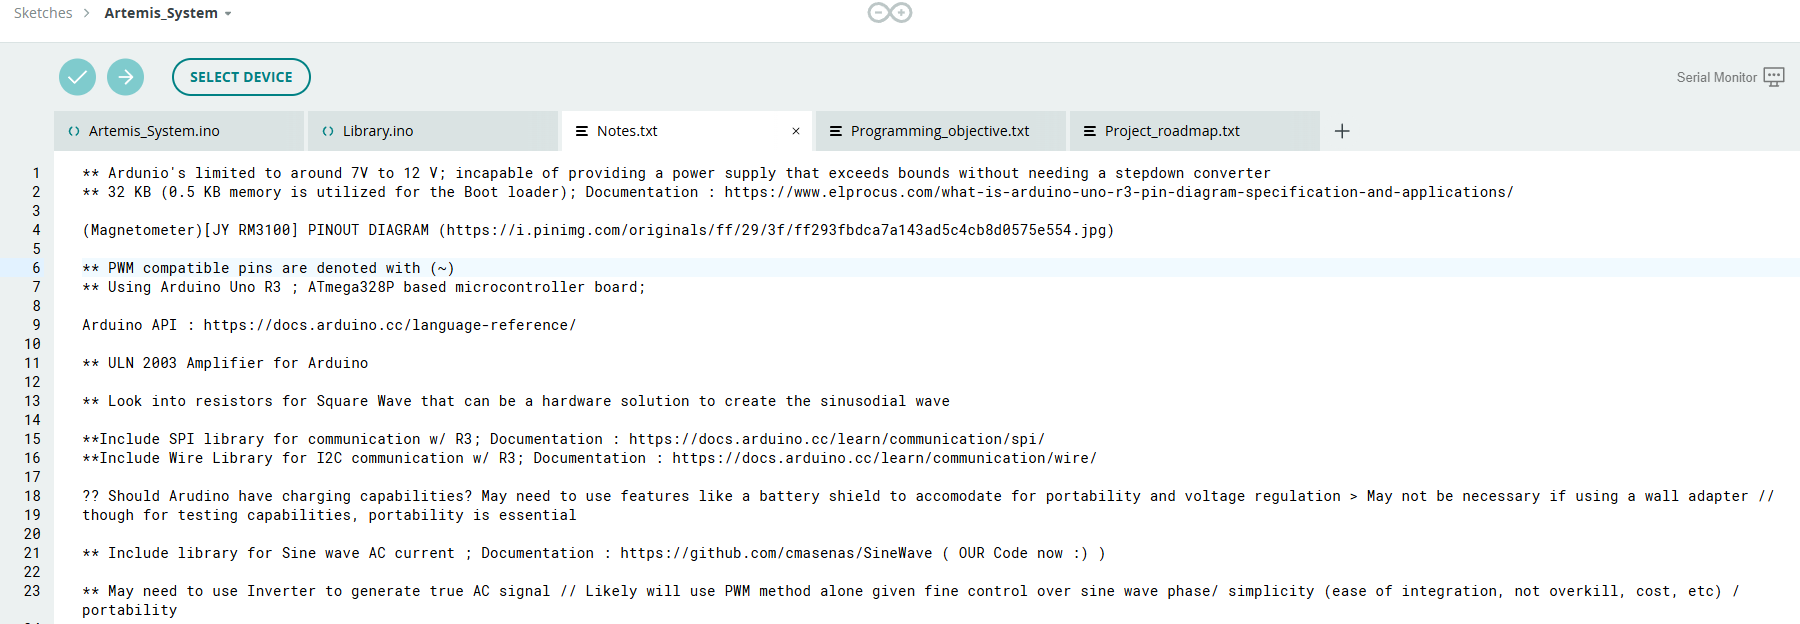 Sketches > Artemis_System
SELECT DEVICE
Serial Monitor
Artemis_System.ino
Library.ino
Notes.txt ×
Programming_objective.txt
Project_roadmap.txt
+
1 ** Ardunio's limited to around 7V to 12 V; incapable of providing a power supply that exceeds bounds without needing a stepdown converter
2 ** 32 KB (0.5 KB memory is utilized for the Boot loader); Documentation : https://www.elprocus.com/what-is-arduino-uno-r3-pin-diagram-specification-and-applications/
3
4 (Magnetometer)[JY RM3100] PINOUT DIAGRAM (https://i.pinimg.com/originals/ff/29/3f/ff293fbdca7a143ad5c4cb8d0575e554.jpg)
5
6 ** PWM compatible pins are denoted with (~)
7 ** Using Arduino Uno R3 ; ATmega328P based microcontroller board;
8
9 Arduino API : https://docs.arduino.cc/language-reference/
10
11 ** ULN 2003 Amplifier for Arduino
12
13 ** Look into resistors for Square Wave that can be a hardware solution to create the sinusodial wave
14
15 **Include SPI library for communication w/ R3; Documentation : https://docs.arduino.cc/learn/communication/spi/
16 **Include Wire Library for I2C communication w/ R3; Documentation : https://docs.arduino.cc/learn/communication/wire/
17
18 ?? Should Arudino have charging capabilities? May need to use features like a battery shield to accomodate for portability and voltage regulation > May not be necessary if using a wall adapter //
19 though for testing capabilities, portability is essential
20
21 ** Include library for Sine wave AC current ; Documentation : https://github.com/cmasenas/SineWave ( OUR Code now :) )
22
23 ** May need to use Inverter to generate true AC signal // Likely will use PWM method alone given fine control over sine wave phase/ simplicity (ease of integration, not overkill, cost, etc) /
portability